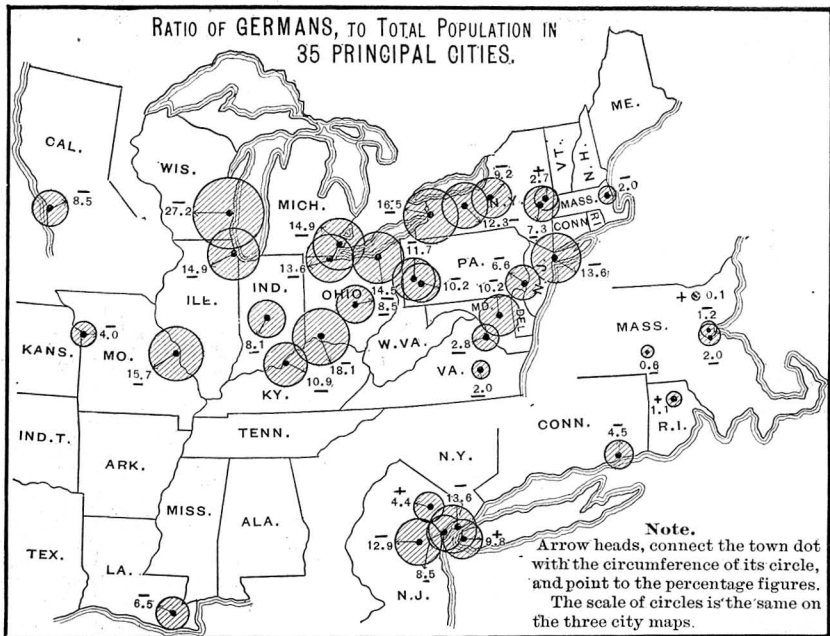 RATIO OF GERMANS, TO TOTAL POPULATION IN
35 PRINCIPAL CITIES.
ME.
CAL.
VT.
N.H.
WIS.
MICH.
9.2
+
2.7
2.0
8.5
27.2
16.5
N.Y.
MASS.
12.3
CONN
RI
7.3
14.9
11.7
14.9
13.6
PA.
6.6
N.J.
13.6
ILL.
IND.
OHIO
14.5
10.2
10.2
+ 0.1
8.5
MD.
DEL
MASS.
1.2
4.0
8.1
W.VA.
2.8
2.0
KANS.
MO.
15.7
18.1
VA.
0.6
10.9
2.0
KY.
+
1.1
R.I.
CONN.
4.5
IND.T.
TENN.
N.Y.
ARK.
MISS.
ALA.
+
4.4
13.6
+
9.8
12.9
8.5
TEX.
LA.
6.5
N.J.
Note.
Arrow heads, connect the town dot
with the circumference of its circle,
and point to the percentage figures.
The scale of circles is the same on
the three city maps.